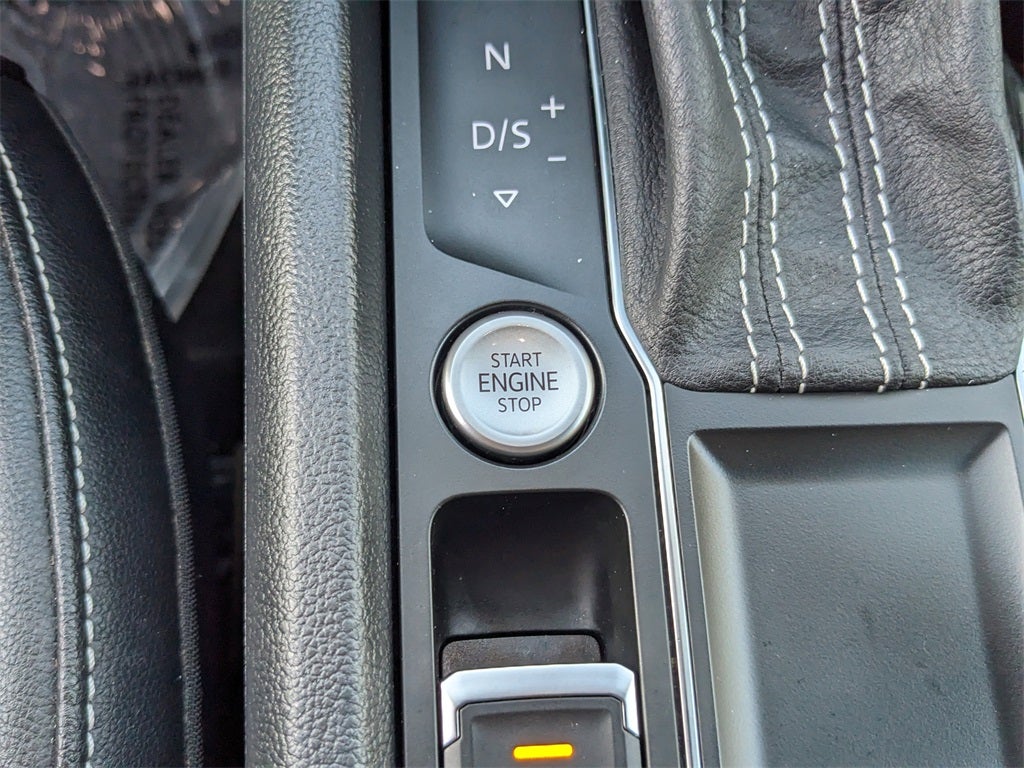 N
D/S + −
START
ENGINE
STOP